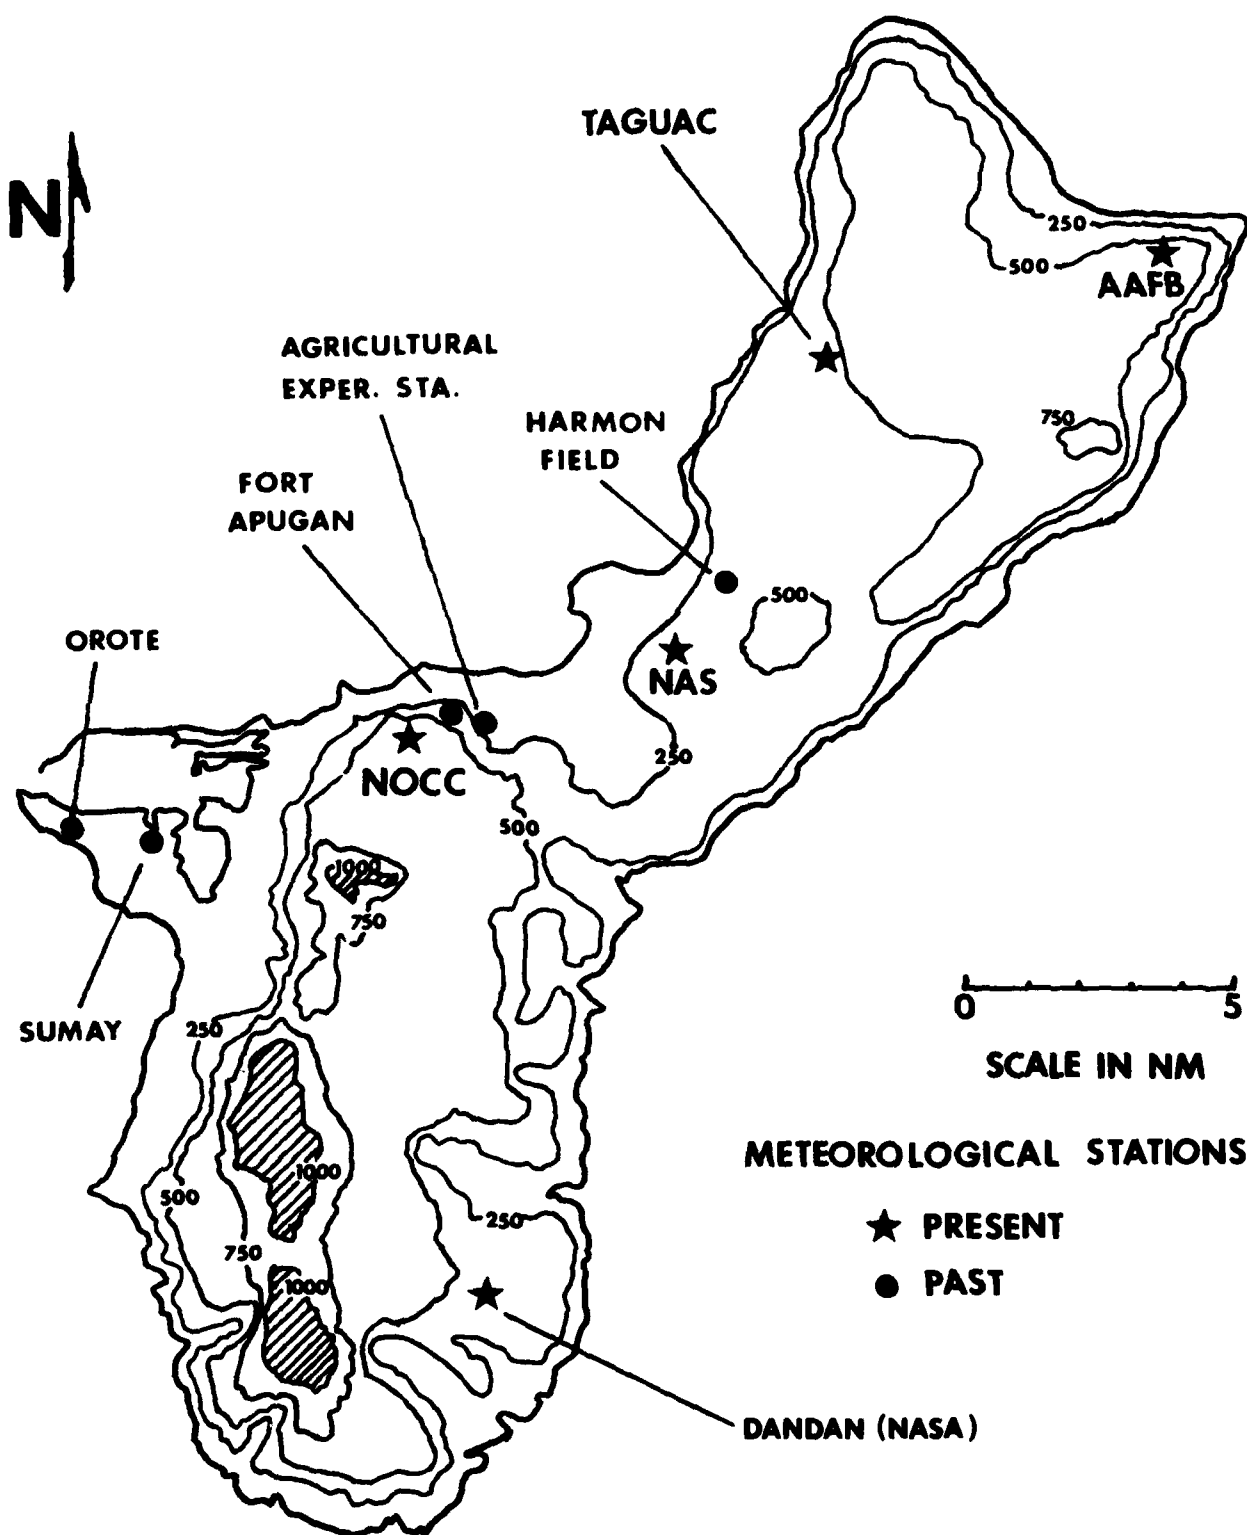 TAGUAC
N
250
500
AAFB
AGRICULTURAL
EXPER. STA.
HARMON
FIELD
750
FORT
APUGAN
500
OROTE
NAS
250
NOCC
500
1000
750
SUMAY
250
0 5
SCALE IN NM
METEOROLOGICAL STATIONS
1000
500
250
PRESENT
750
1000
PAST
DANDAN (NASA)